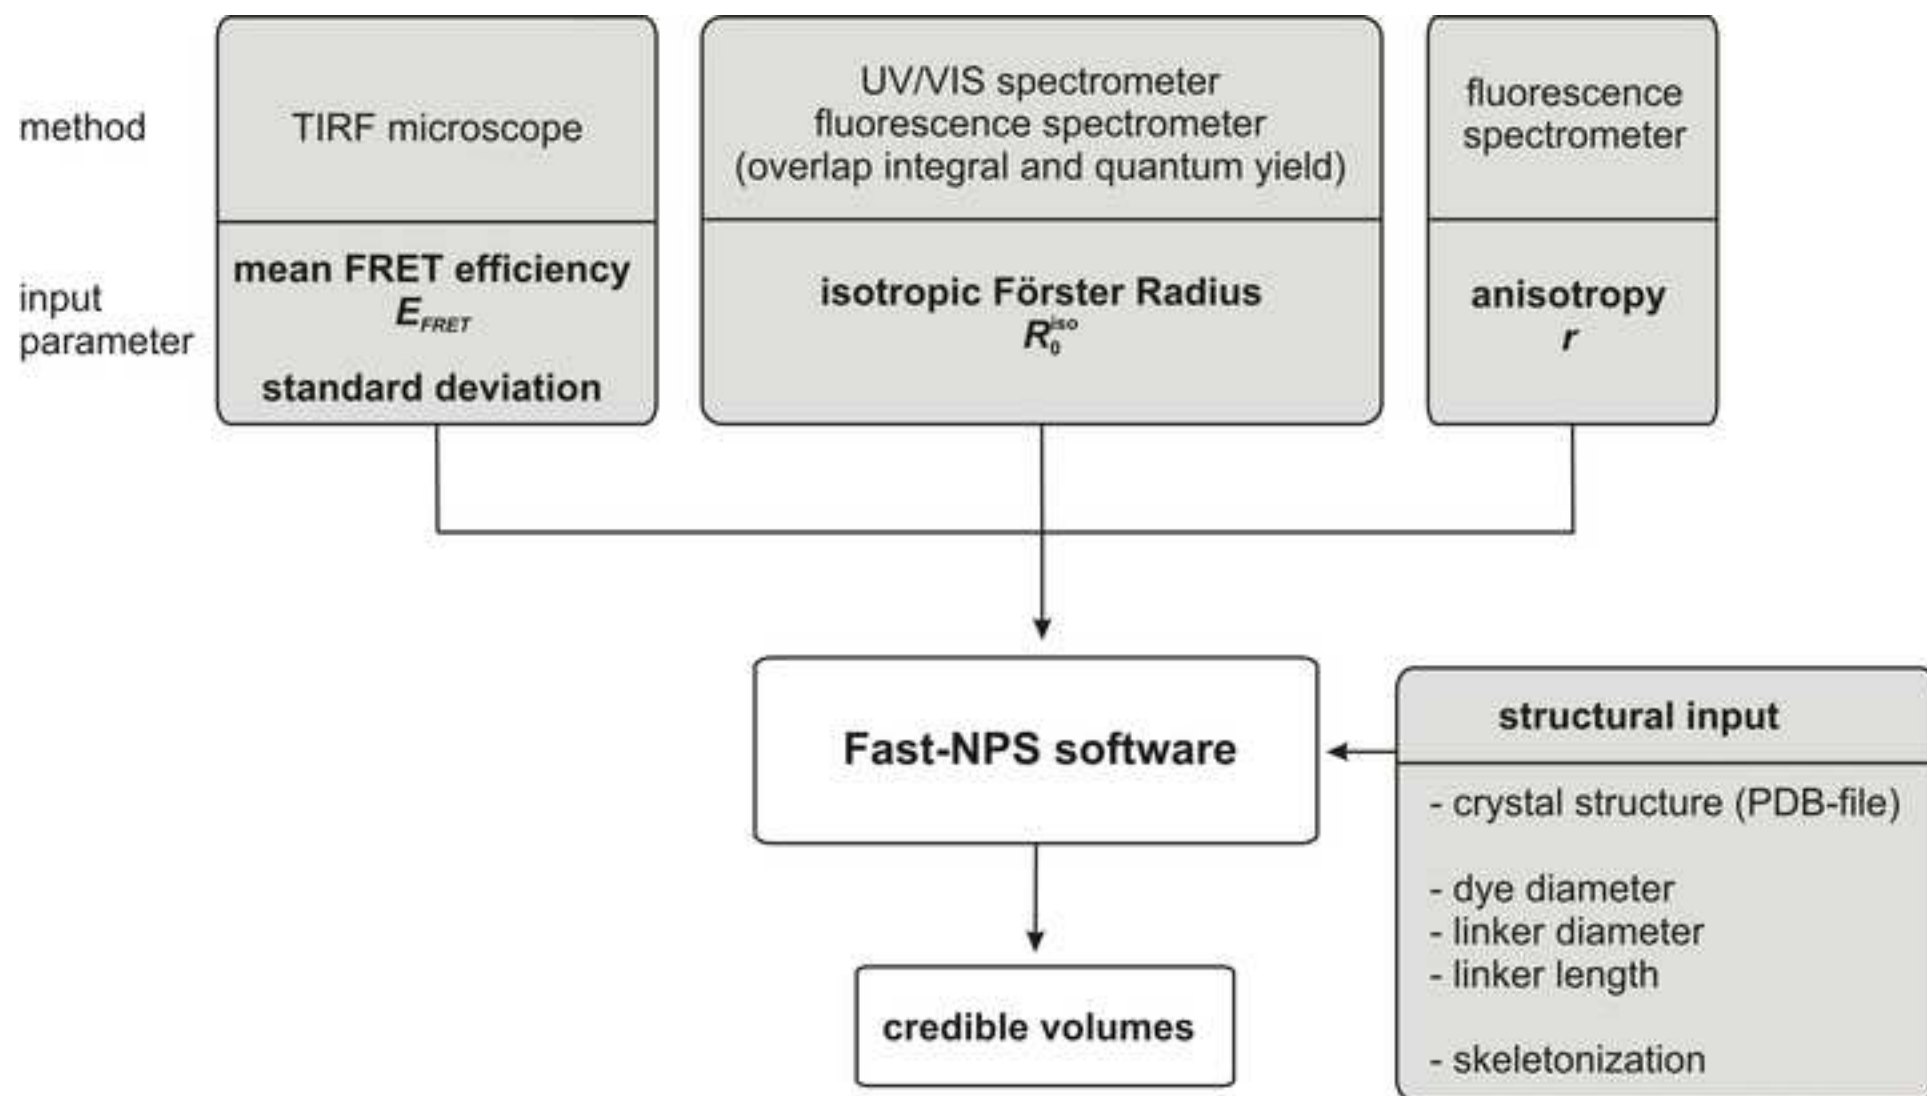 method
TIRF microscope
UV/VIS spectrometer
fluorescence spectrometer
(overlap integral and quantum yield)
fluorescence
spectrometer
input
parameter
mean FRET efficiency
E_FRET
standard deviation
isotropic Förster Radius
R_0^iso
anisotropy
r
Fast-NPS software
structural input
- crystal structure (PDB-file)
- dye diameter
- linker diameter
- linker length
- skeletonization
credible volumes